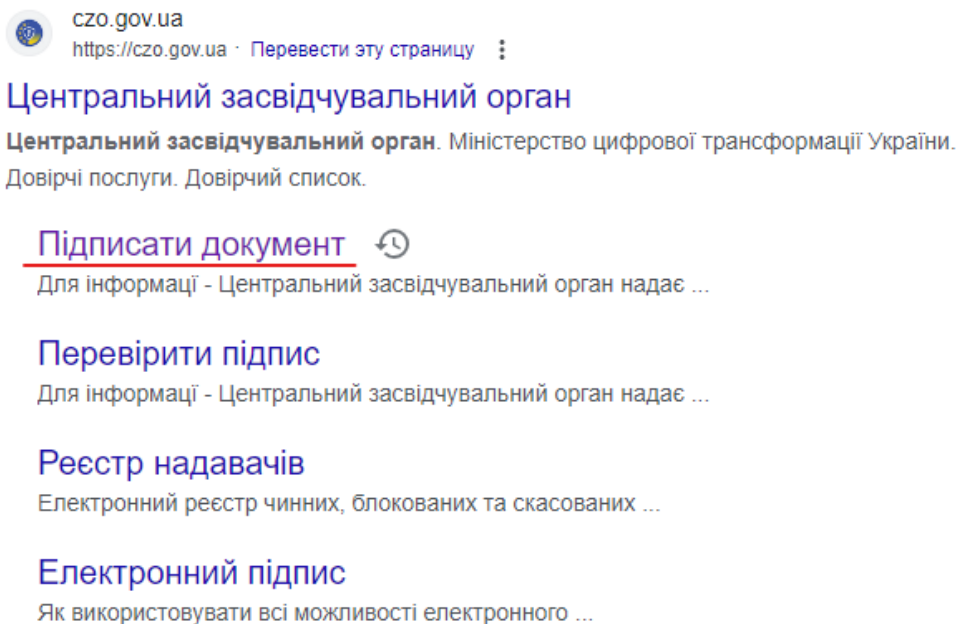 czo.gov.ua
https://czo.gov.ua · Перевести эту страницу
Центральний засвідчувальний орган
Центральний засвідчувальний орган. Міністерство цифрової трансформації України.
Довірчі послуги. Довірчий список.
Підписати документ
Для інформації - Центральний засвідчувальний орган надає ...
Перевірити підпис
Для інформації - Центральний засвідчувальний орган надає ...
Реєстр надавачів
Електронний реєстр чинних, блокованих та скасованих ...
Електронний підпис
Як використовувати всі можливості електронного ...